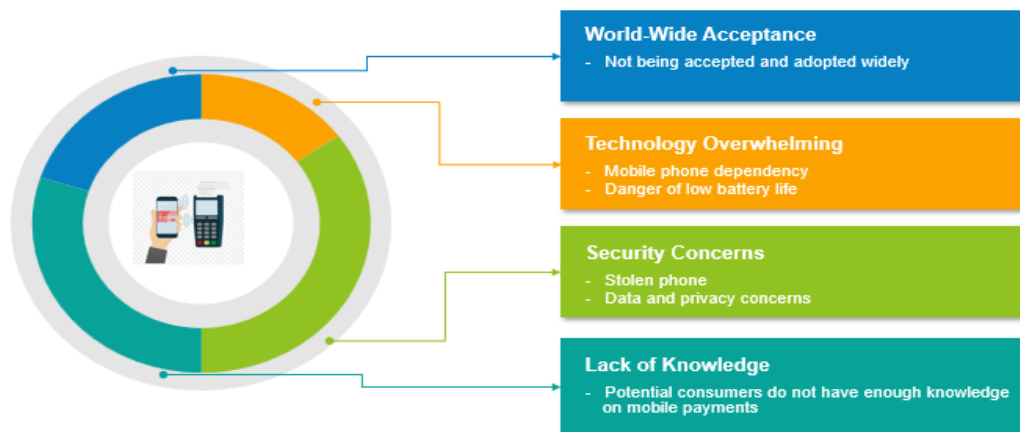 World-Wide Acceptance
- Not being accepted and adopted widely
Technology Overwhelming
- Mobile phone dependency
- Danger of low battery life
Security Concerns
- Stolen phone
- Data and privacy concerns
Lack of Knowledge
- Potential consumers do not have enough knowledge
on mobile payments